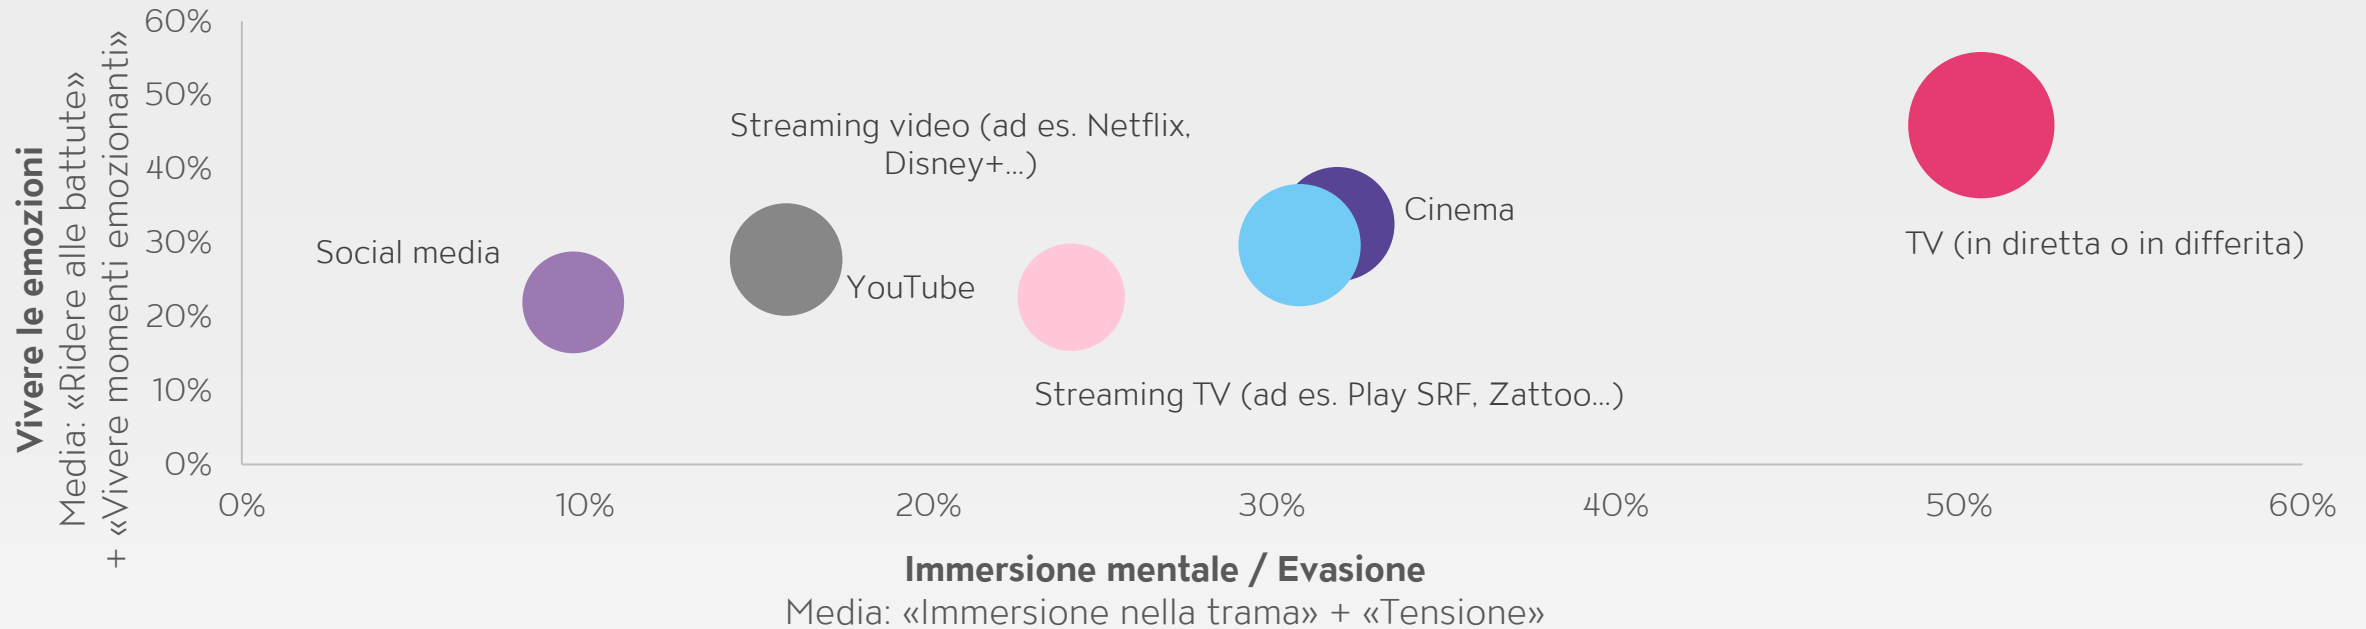 Vivere le emozioni
Media: «Ridere alle battute»
+ «Vivere momenti emozionanti»
60%
50%
40%
30%
20%
10%
0%
Streaming video (ad es. Netflix,
Disney+...)
Social media
YouTube
Cinema
TV (in diretta o in differita)
Streaming TV (ad es. Play SRF, Zattoo...)
0%
10%
20%
30%
40%
50%
60%
Immersione mentale / Evasione
Media: «Immersione nella trama» + «Tensione»